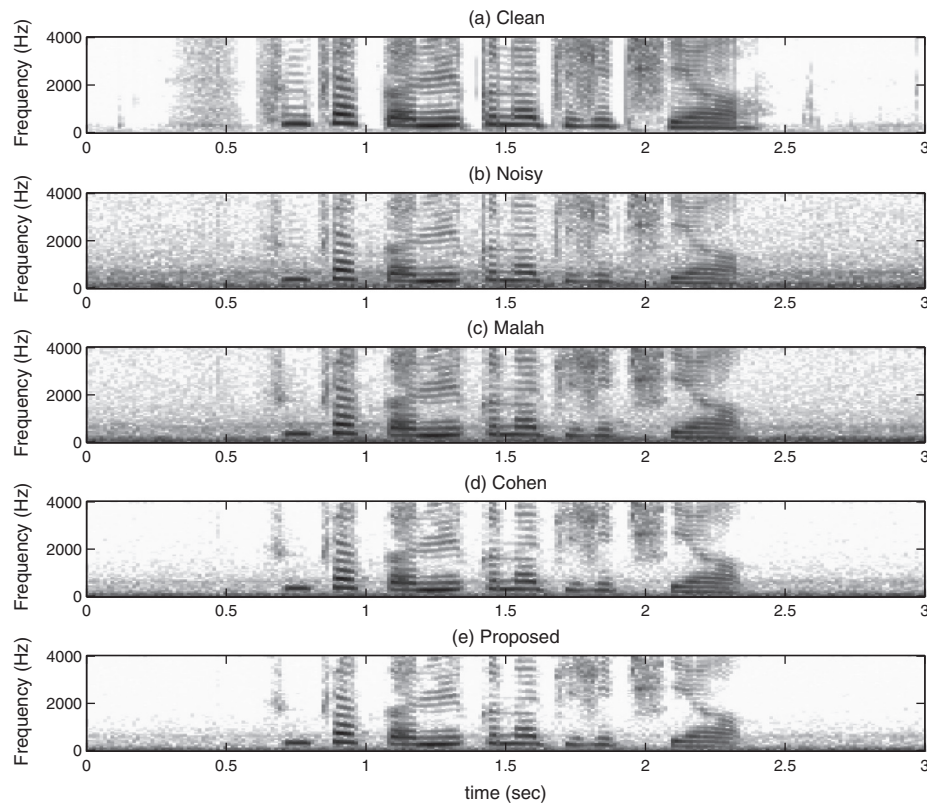 (a) Clean
Frequency (Hz)
4000
2000
0
0 0.5 1 1.5 2 2.5 3
(b) Noisy
Frequency (Hz)
4000
2000
0
0 0.5 1 1.5 2 2.5 3
(c) Malah
Frequency (Hz)
4000
2000
0
0 0.5 1 1.5 2 2.5 3
(d) Cohen
Frequency (Hz)
4000
2000
0
0 0.5 1 1.5 2 2.5 3
(e) Proposed
Frequency (Hz)
4000
2000
0
0 0.5 1 1.5 2 2.5 3
time (sec)